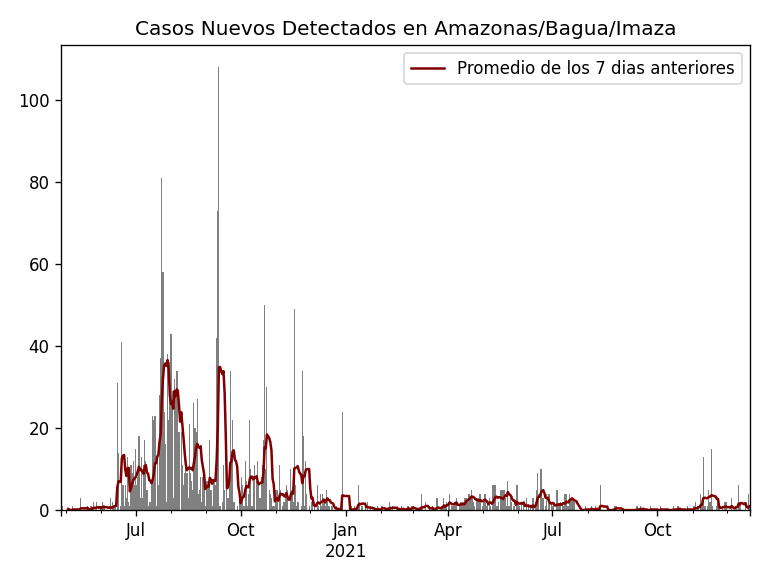 Casos Nuevos Detectados en Amazonas/Bagua/Imaza
Promedio de los 7 dias anteriores
100
80
60
40
20
0
Jul
Oct
Jan
2021
Apr
Jul
Oct